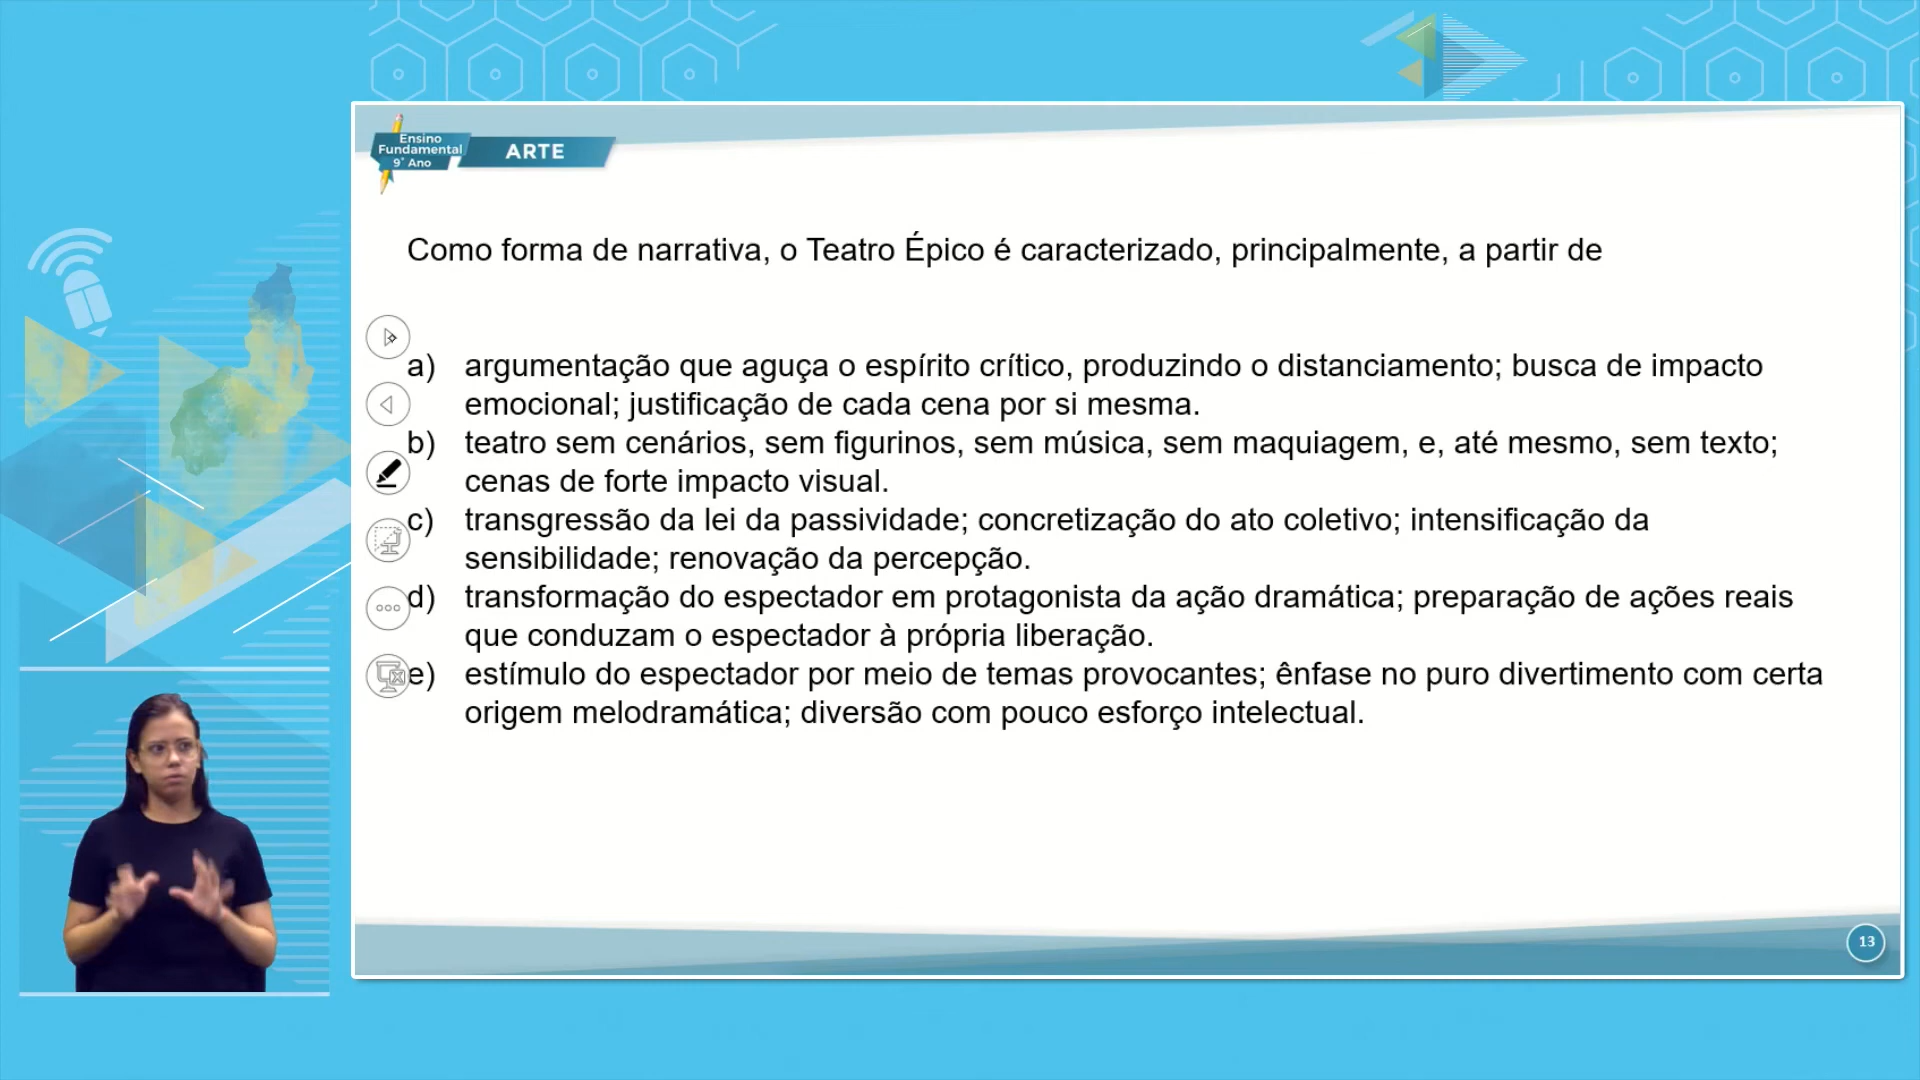 Ensino
Fundamental
9° Ano
ARTE
Como forma de narrativa, o Teatro Épico é caracterizado, principalmente, a partir de
a) argumentação que aguça o espírito crítico, produzindo o distanciamento; busca de impacto
emocional; justificação de cada cena por si mesma.
b) teatro sem cenários, sem figurinos, sem música, sem maquiagem, e, até mesmo, sem texto;
cenas de forte impacto visual.
c) transgressão da lei da passividade; concretização do ato coletivo; intensificação da
sensibilidade; renovação da percepção.
d) transformação do espectador em protagonista da ação dramática; preparação de ações reais
que conduzam o espectador à própria liberação.
e) estímulo do espectador por meio de temas provocantes; ênfase no puro divertimento com certa
origem melodramática; diversão com pouco esforço intelectual.
13